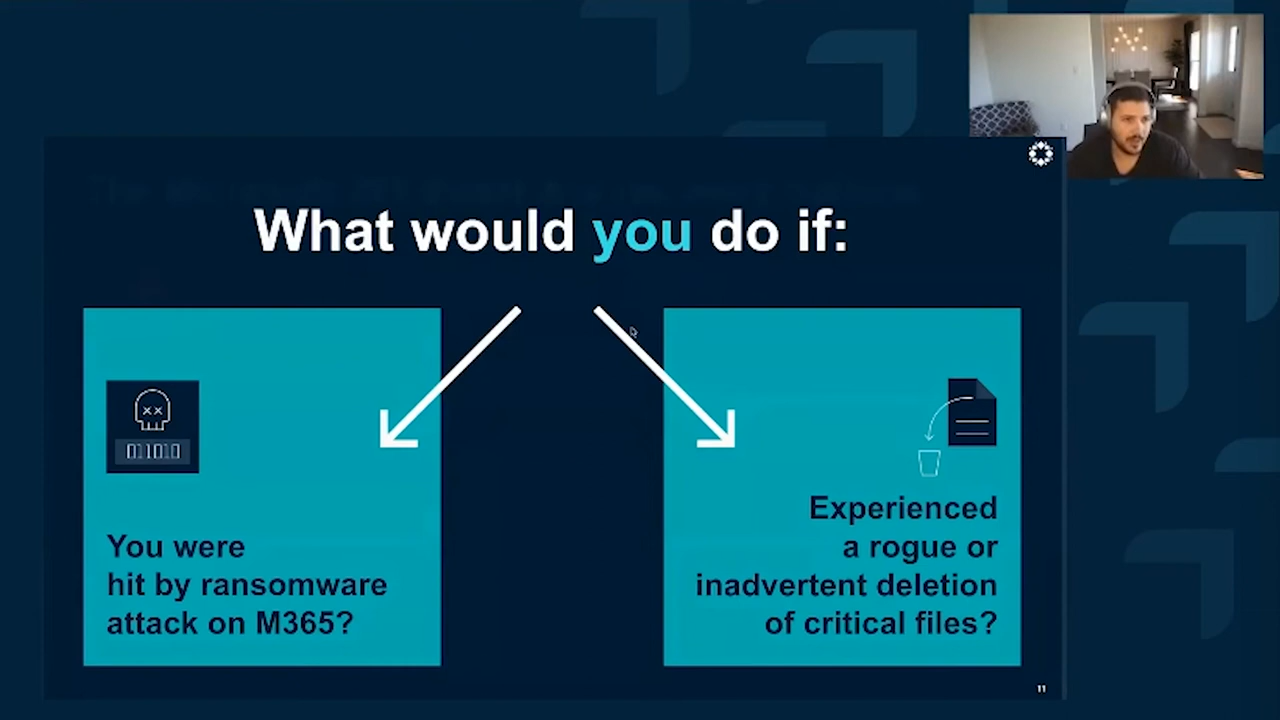 What would you do if:
011010
You were
hit by ransomware
attack on M365?
Experienced
a rogue or
inadvertent deletion
of critical files?
11